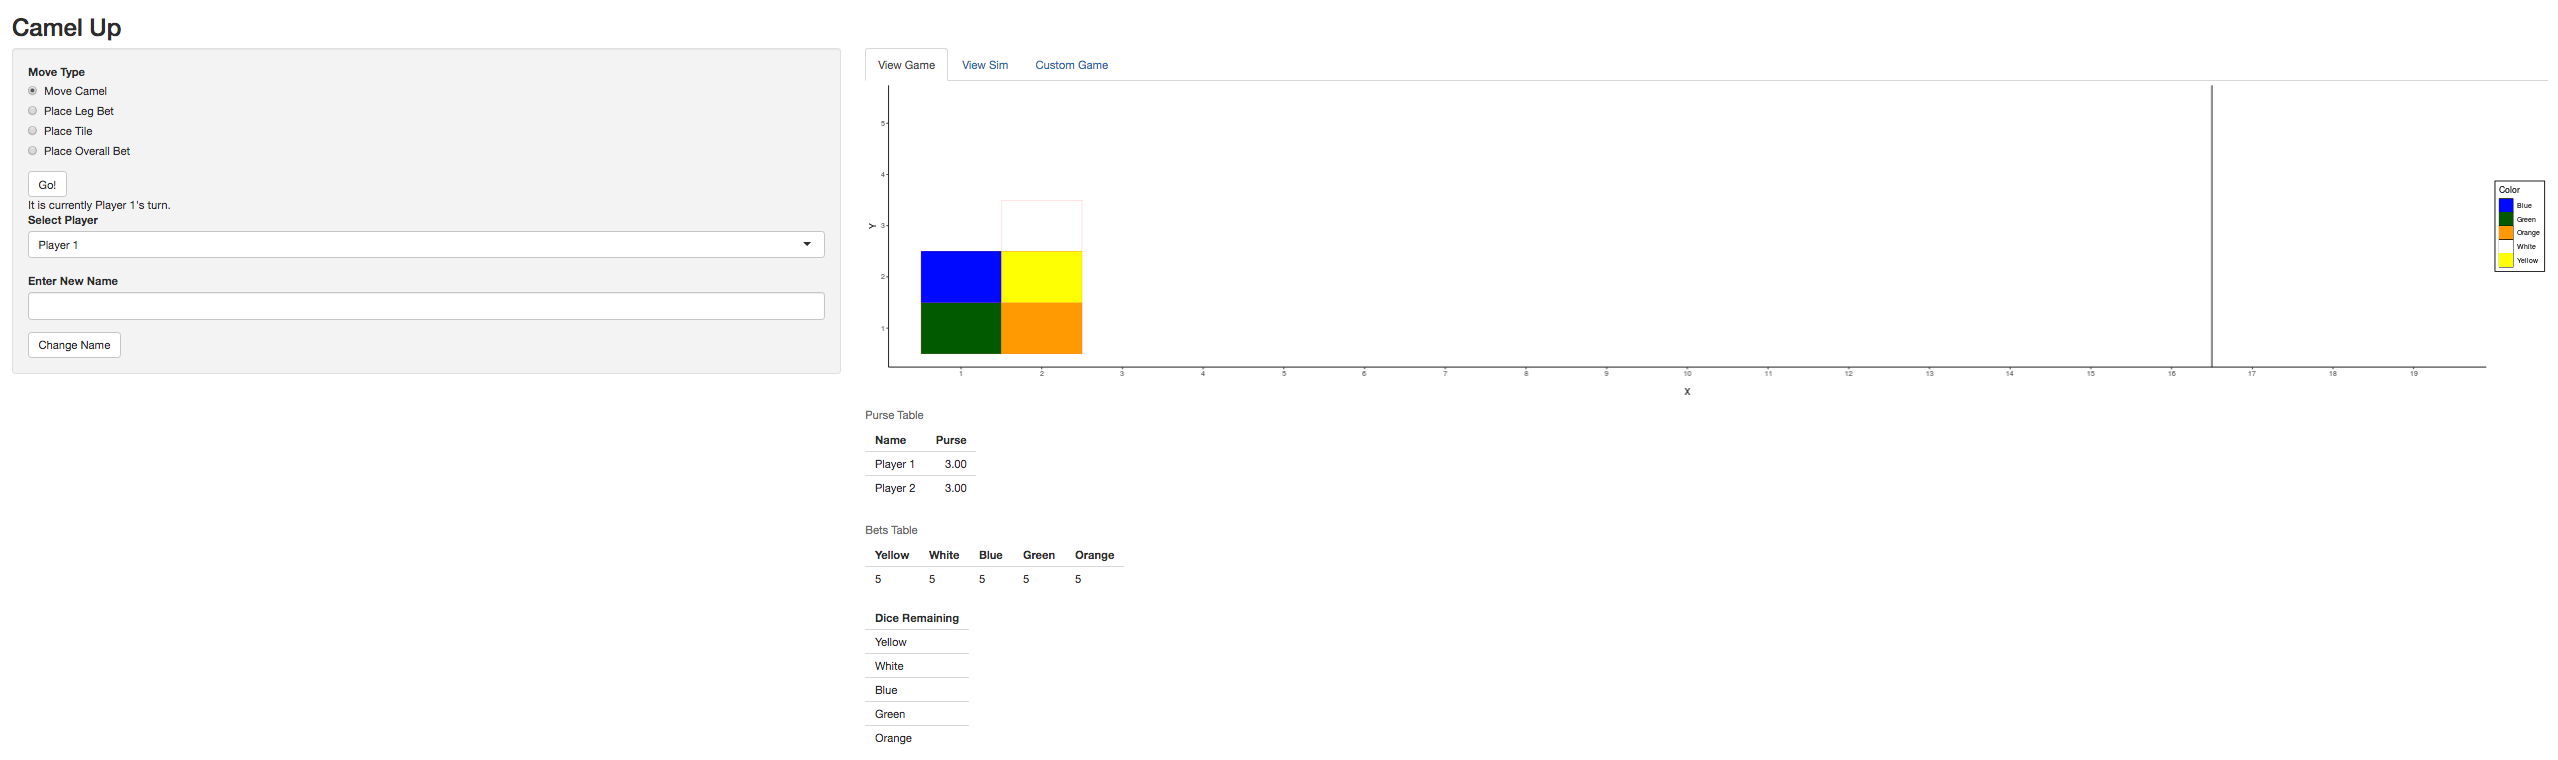 Camel Up
Move Type
Move Camel
Place Leg Bet
Place Tile
Place Overall Bet
Go!
It is currently Player 1's turn.
Select Player
Player 1
Enter New Name
Change Name
View Game View Sim Custom Game
5
4
Y 3
2
1
1 2 3 4 5 6 7 8 9 10 11 12 13 14 15 16 17 18 19
X
Color
Blue
Green
Orange
White
Yellow
Purse Table
Name Purse
Player 1 3.00
Player 2 3.00
Bets Table
Yellow White Blue Green Orange
5 5 5 5 5
Dice Remaining
Yellow
White
Blue
Green
Orange